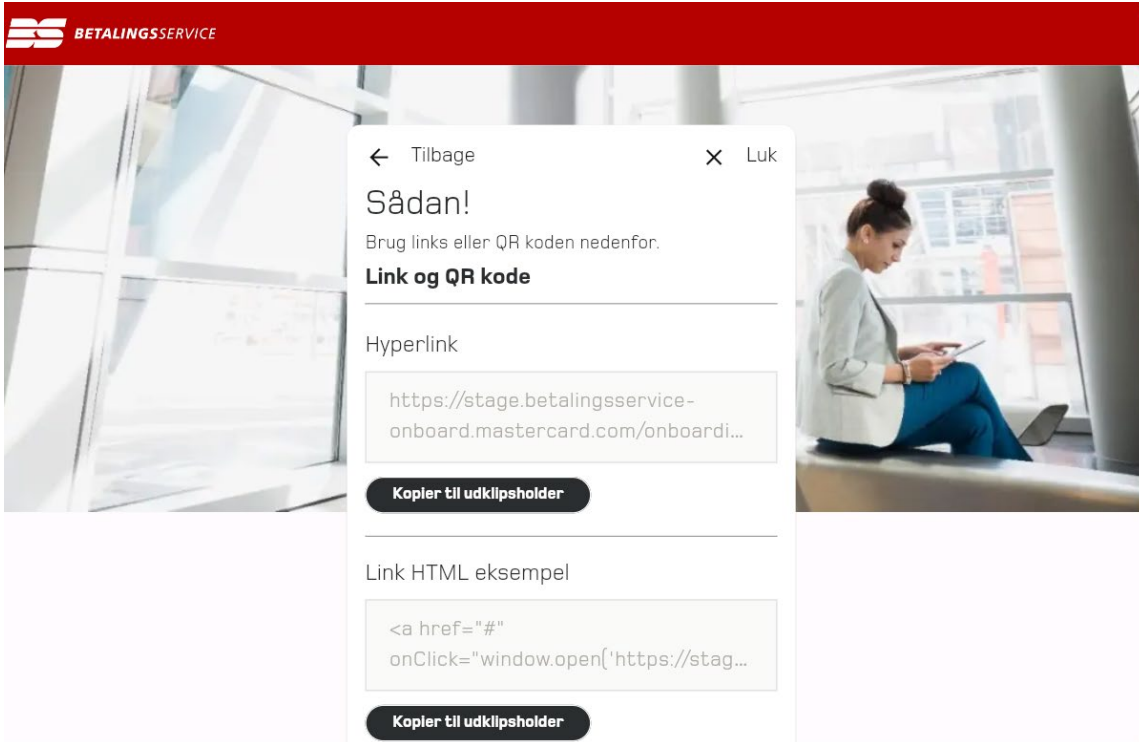 BETALINGSSERVICE
Tilbage
Luk
Sådan!
Brug links eller QR koden nedenfor.
Link og QR kode
Hyperlink
https://stage.betalingsservice-
onboard.mastercard.com/onboardi...
Kopier til udklipsholder
Link HTML eksempel
<a href="#"
onClick="window.open('https://stag...
Kopier til udklipsholder